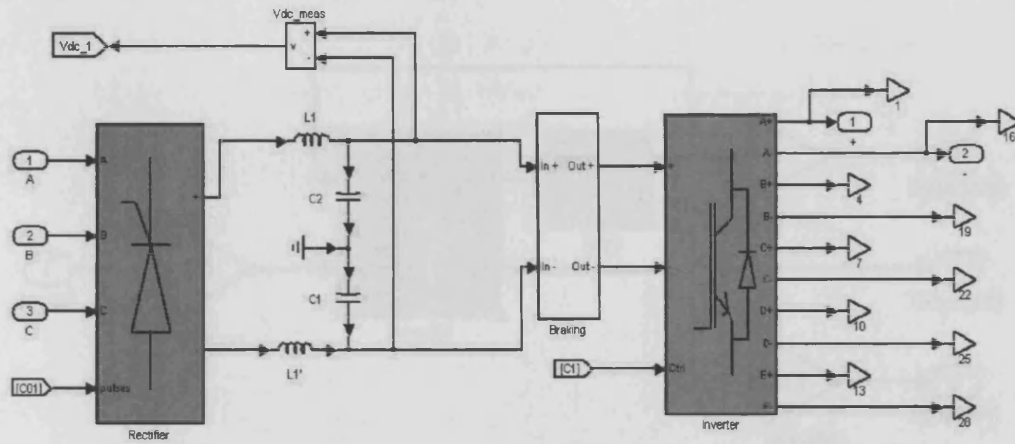 Vdc_meas
Vdc_1
+
v
-
L1
1
A
2
B
3
C
[C01]
a
B
C
pulses
+
Rectifier
C2
C1
L1'
In +
Out+
In -
Out-
Braking
[C1]
+
-
Ctrl
Inverter
A+
A
B+
B-
C+
C
D+
D-
E+
E-
1
+
2
-
1
16
4
19
7
22
10
25
13
28